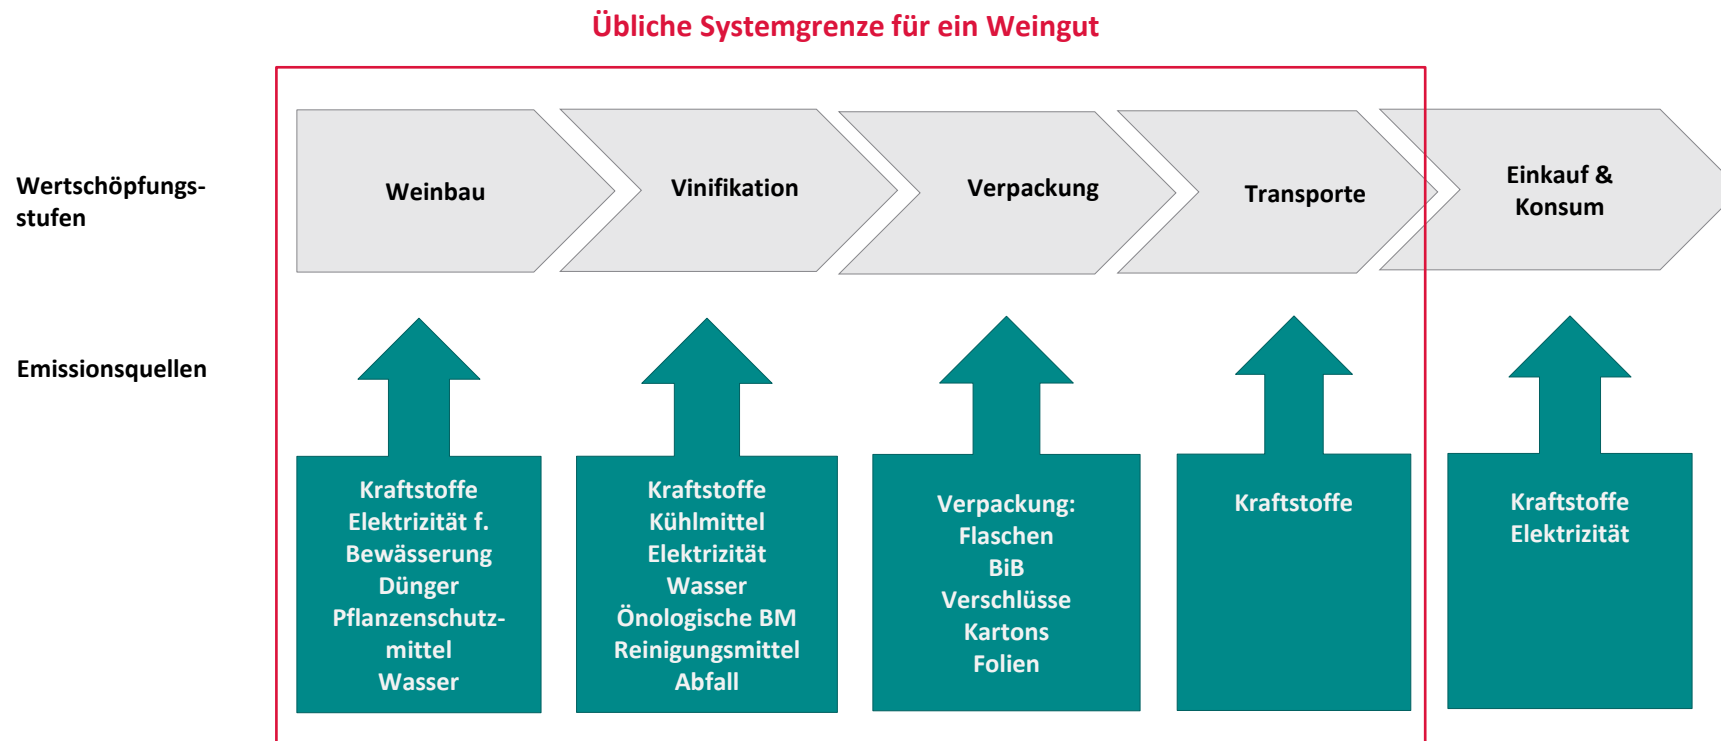 Übliche Systemgrenze für ein Weingut
Wertschöpfungs-
stufen
Weinbau
Vinifikation
Verpackung
Transporte
Einkauf &
Konsum
Emissionsquellen
Kraftstoffe
Elektrizität f.
Bewässerung
Dünger
Pflanzenschutz-
mittel
Wasser
Kraftstoffe
Kühlmittel
Elektrizität
Wasser
Önologische BM
Reinigungsmittel
Abfall
Verpackung:
Flaschen
BiB
Verschlüsse
Kartons
Folien
Kraftstoffe
Kraftstoffe
Elektrizität